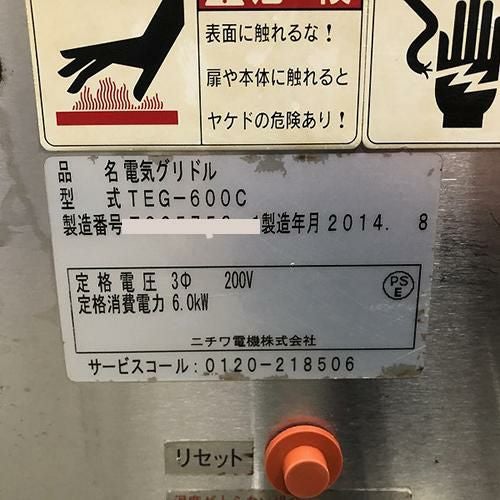 表面に触れるな！
扉や本体に触れると
ヤケドの危険あり！
品　名 電気グリドル
型　式 TEG-600C
製造番号 製造年月 2014. 8
定格電圧 3Φ 200V
定格消費電力 6.0kW
PS
E
ニチワ電機株式会社
サービスコール:0120-218506
リセット